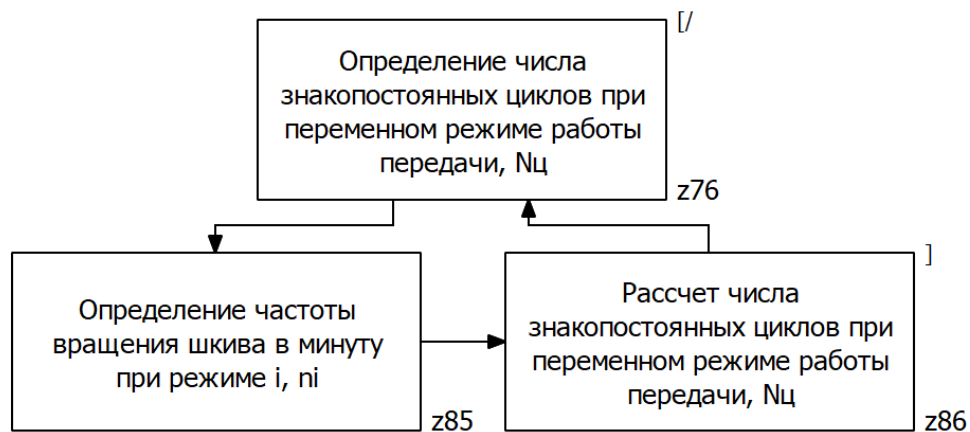 [/
Определение числа
знакопостоянных циклов при
переменном режиме работы
передачи, Nц
z76
Определение частоты
вращения шкива в минуту
при режиме i, ni
z85
]
Рассчет числа
знакопостоянных циклов при
переменном режиме работы
передачи, Nц
z86